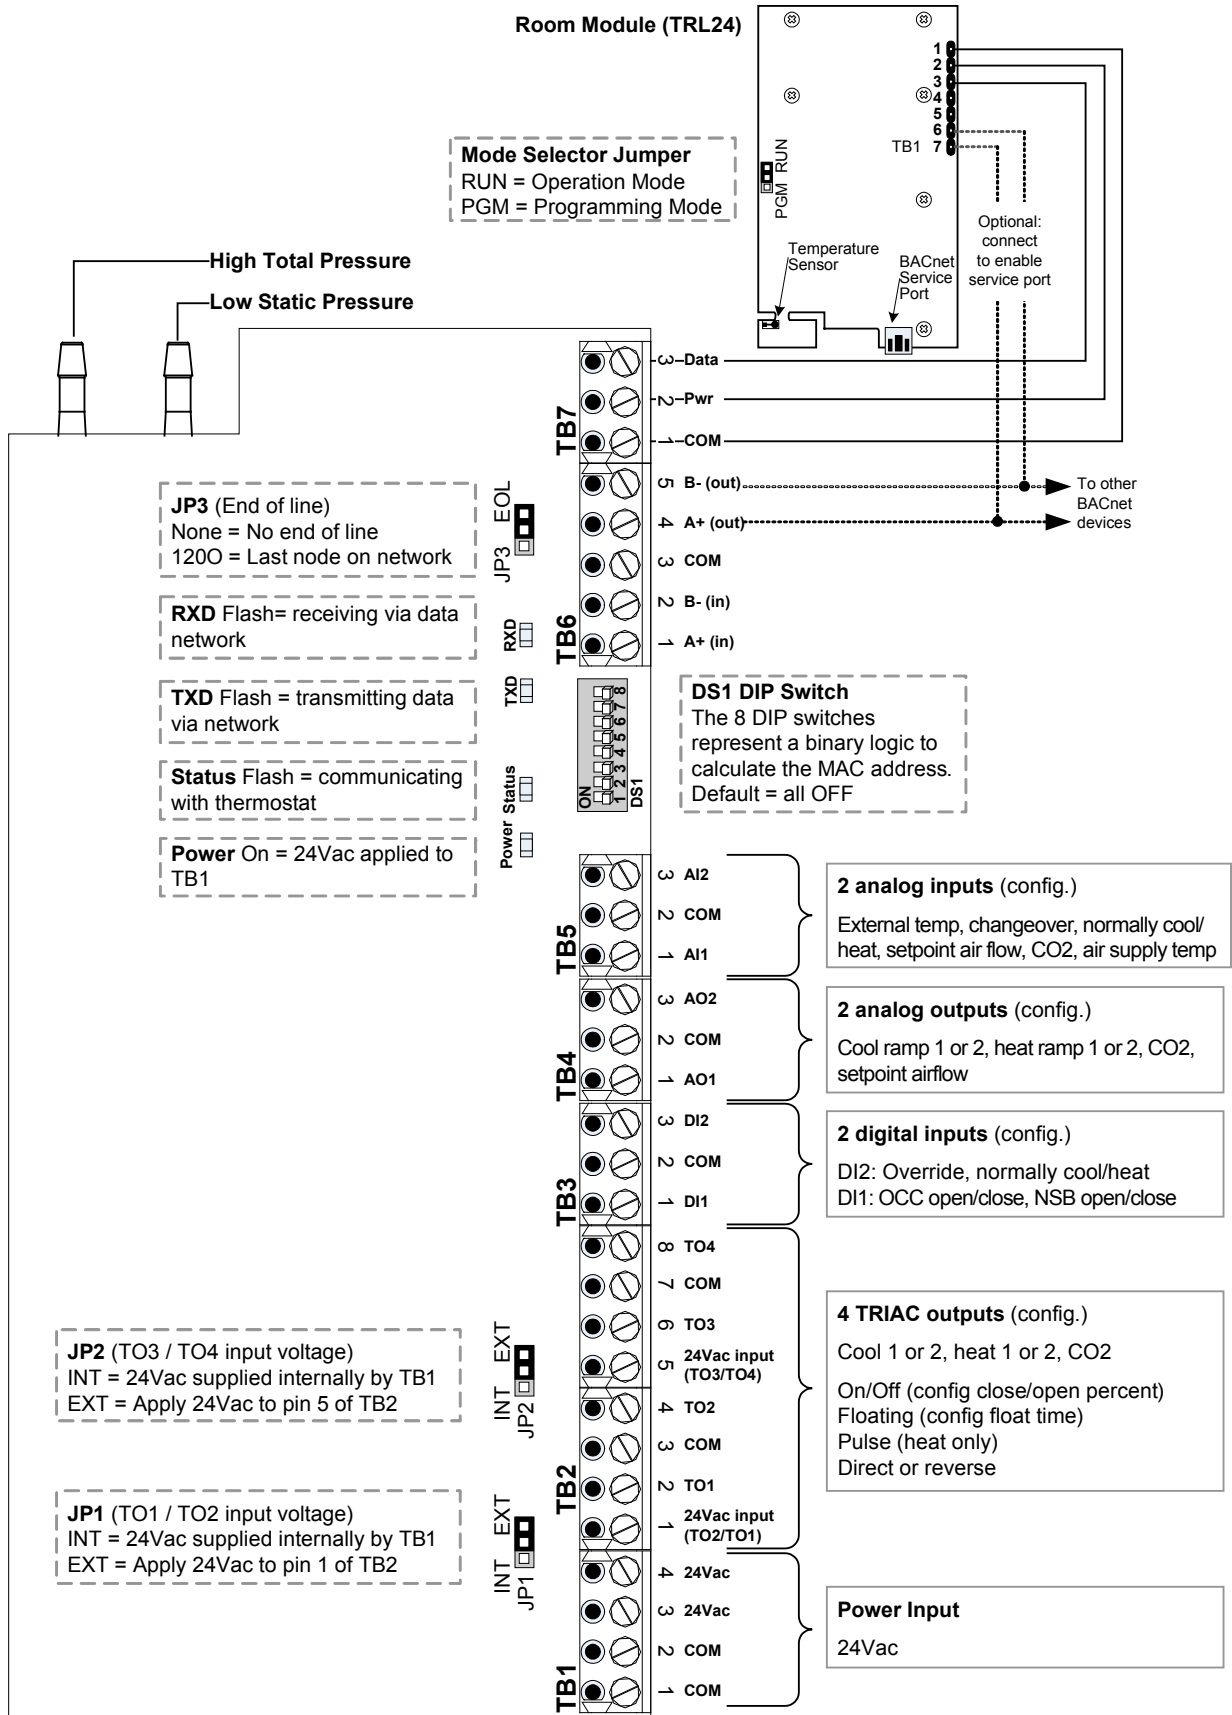 Room Module (TRL24)
1
2
3
4
5
6
TB1 7
RUN
PGM
Mode Selector Jumper
RUN = Operation Mode
PGM = Programming Mode
Temperature
Sensor
BACnet
Service
Port
Optional:
connect
to enable
service port
High Total Pressure
Low Static Pressure
TB7
3 Data
2 Pwr
1 COM
TB6
5 B- (out)
4 A+ (out)
3 COM
2 B- (in)
1 A+ (in)
To other
BACnet
devices
JP3 (End of line)
None = No end of line
120O = Last node on network
JP3 EOL
RXD Flash= receiving via data
network
RXD
TXD Flash = transmitting data
via network
TXD
Status Flash = communicating
with thermostat
Status
Power On = 24Vac applied to
TB1
Power
ON
1 2 3 4 5 6 7 8
DS1
DS1 DIP Switch
The 8 DIP switches
represent a binary logic to
calculate the MAC address.
Default = all OFF
TB5
3 AI2
2 COM
1 AI1
2 analog inputs (config.)
External temp, changeover, normally cool/
heat, setpoint air flow, CO2, air supply temp
TB4
3 AO2
2 COM
1 AO1
2 analog outputs (config.)
Cool ramp 1 or 2, heat ramp 1 or 2, CO2,
setpoint airflow
TB3
3 DI2
2 COM
1 DI1
2 digital inputs (config.)
DI2: Override, normally cool/heat
DI1: OCC open/close, NSB open/close
TB2
8 TO4
7 COM
6 TO3
5 24Vac input
(TO3/TO4)
4 TO2
3 COM
2 TO1
1 24Vac input
(TO2/TO1)
4 TRIAC outputs (config.)
Cool 1 or 2, heat 1 or 2, CO2
On/Off (config close/open percent)
Floating (config float time)
Pulse (heat only)
Direct or reverse
JP2 (TO3 / TO4 input voltage)
INT = 24Vac supplied internally by TB1
EXT = Apply 24Vac to pin 5 of TB2
INT EXT
JP2
JP1 (TO1 / TO2 input voltage)
INT = 24Vac supplied internally by TB1
EXT = Apply 24Vac to pin 1 of TB2
INT EXT
JP1
TB1
4 24Vac
3 24Vac
2 COM
1 COM
Power Input
24Vac